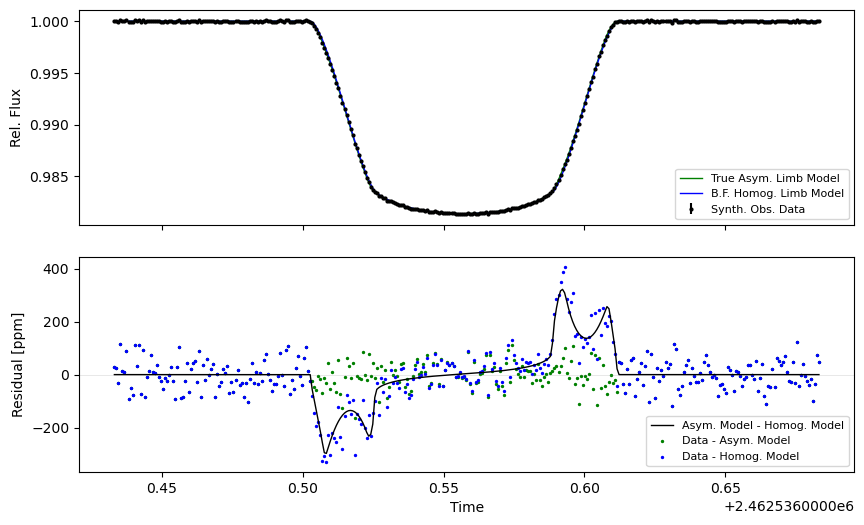 1.000
0.995
0.990
0.985
Rel. Flux
True Asym. Limb Model
B.F. Homog. Limb Model
Synth. Obs. Data
400
200
0
−200
Residual [ppm]
Asym. Model - Homog. Model
Data - Asym. Model
Data - Homog. Model
0.45
0.50
0.55
0.60
0.65
Time
+2.4625360000e6